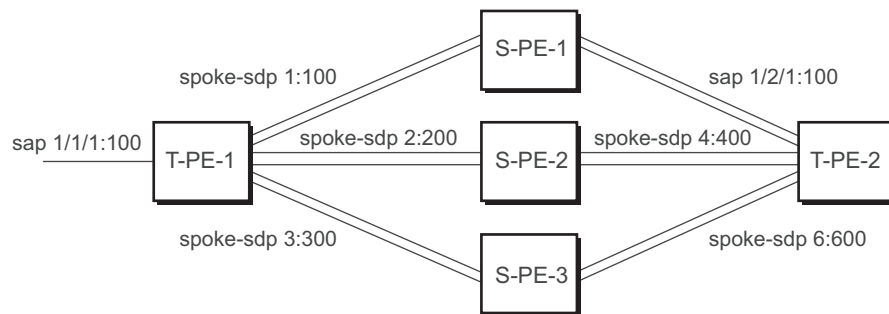 S-PE-1
spoke-sdp 1:100
sap 1/2/1:100
sap 1/1/1:100
T-PE-1
spoke-sdp 2:200
S-PE-2
spoke-sdp 4:400
T-PE-2
spoke-sdp 3:300
S-PE-3
spoke-sdp 6:600